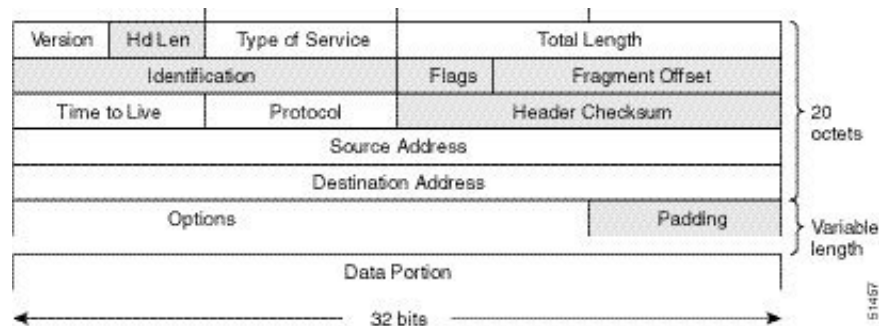 Version Hd Len Type of Service Total Length
Identification Flags Fragment Offset
Time to Live Protocol Header Checksum
20
octets
Source Address
Destination Address
Options Padding
Variable
length
Data Portion
32 bits
51457